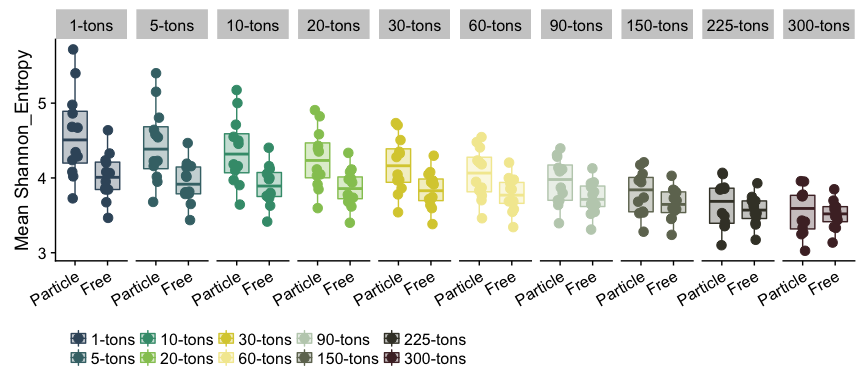 1-tons 5-tons 10-tons 20-tons 30-tons 60-tons 90-tons 150-tons 225-tons 300-tons
Mean Shannon_Entropy
5
4
3
Particle Free Particle Free Particle Free Particle Free Particle Free Particle Free Particle Free Particle Free Particle Free Particle Free
1-tons 10-tons 30-tons 90-tons 225-tons
5-tons 20-tons 60-tons 150-tons 300-tons